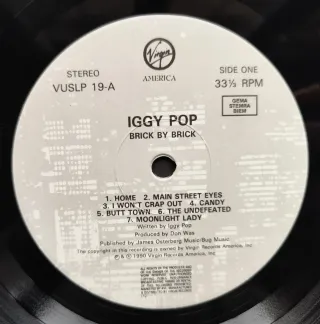 Virgin
AMERICA
STEREO
VUSLP 19-A
SIDE ONE
33⅓ RPM
GEMA
STEMRA
BIEM
IGGY POP
BRICK BY BRICK
1. HOME 2. MAIN STREET EYES
3. I WON'T CRAP OUT 4. CANDY
5. BUTT TOWN 6. THE UNDEFEATED
7. MOONLIGHT LADY
Written by Iggy Pop
Produced by Don Was
Published by James Osterberg Music/Bug Music.
The copyright in this sound recording is owned by Virgin Records America, Inc.
℗ © 1990 Virgin Records America, Inc.